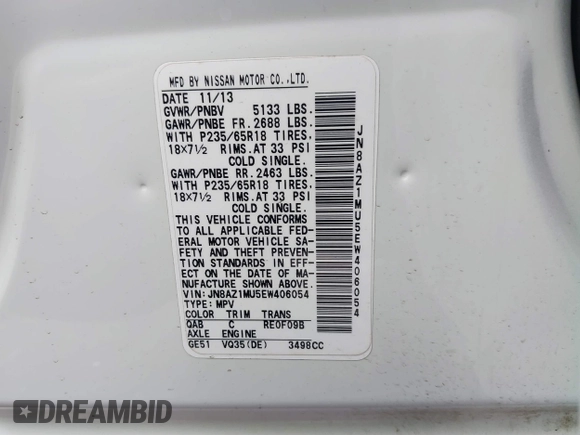 MFD BY NISSAN MOTOR CO.,LTD.
DATE 11/13
GVWR/PNBV 5133 LBS.
GAWR/PNBE FR. 2688 LBS.
WITH P235/65R18 TIRES,
18×7½ RIMS. AT 33 PSI
COLD SINGLE.
GAWR/PNBE RR. 2463 LBS.
WITH P235/65R18 TIRES,
18×7½ RIMS. AT 33 PSI
COLD SINGLE.
THIS VEHICLE CONFORMS
TO ALL APPLICABLE FED-
ERAL MOTOR VEHICLE SA-
FETY AND THEFT PREVEN-
TION STANDARDS IN EFF-
ECT ON THE DATE OF MA-
NUFACTURE SHOWN ABOVE.
VIN:JN8AZ1MU5EW406054
TYPE: MPV
COLOR TRIM TRANS
QAB C RE0F09B
AXLE ENGINE
GE51 VQ35(DE) 3498CC
JN8AZ1MU5EW406054
DREAMBID